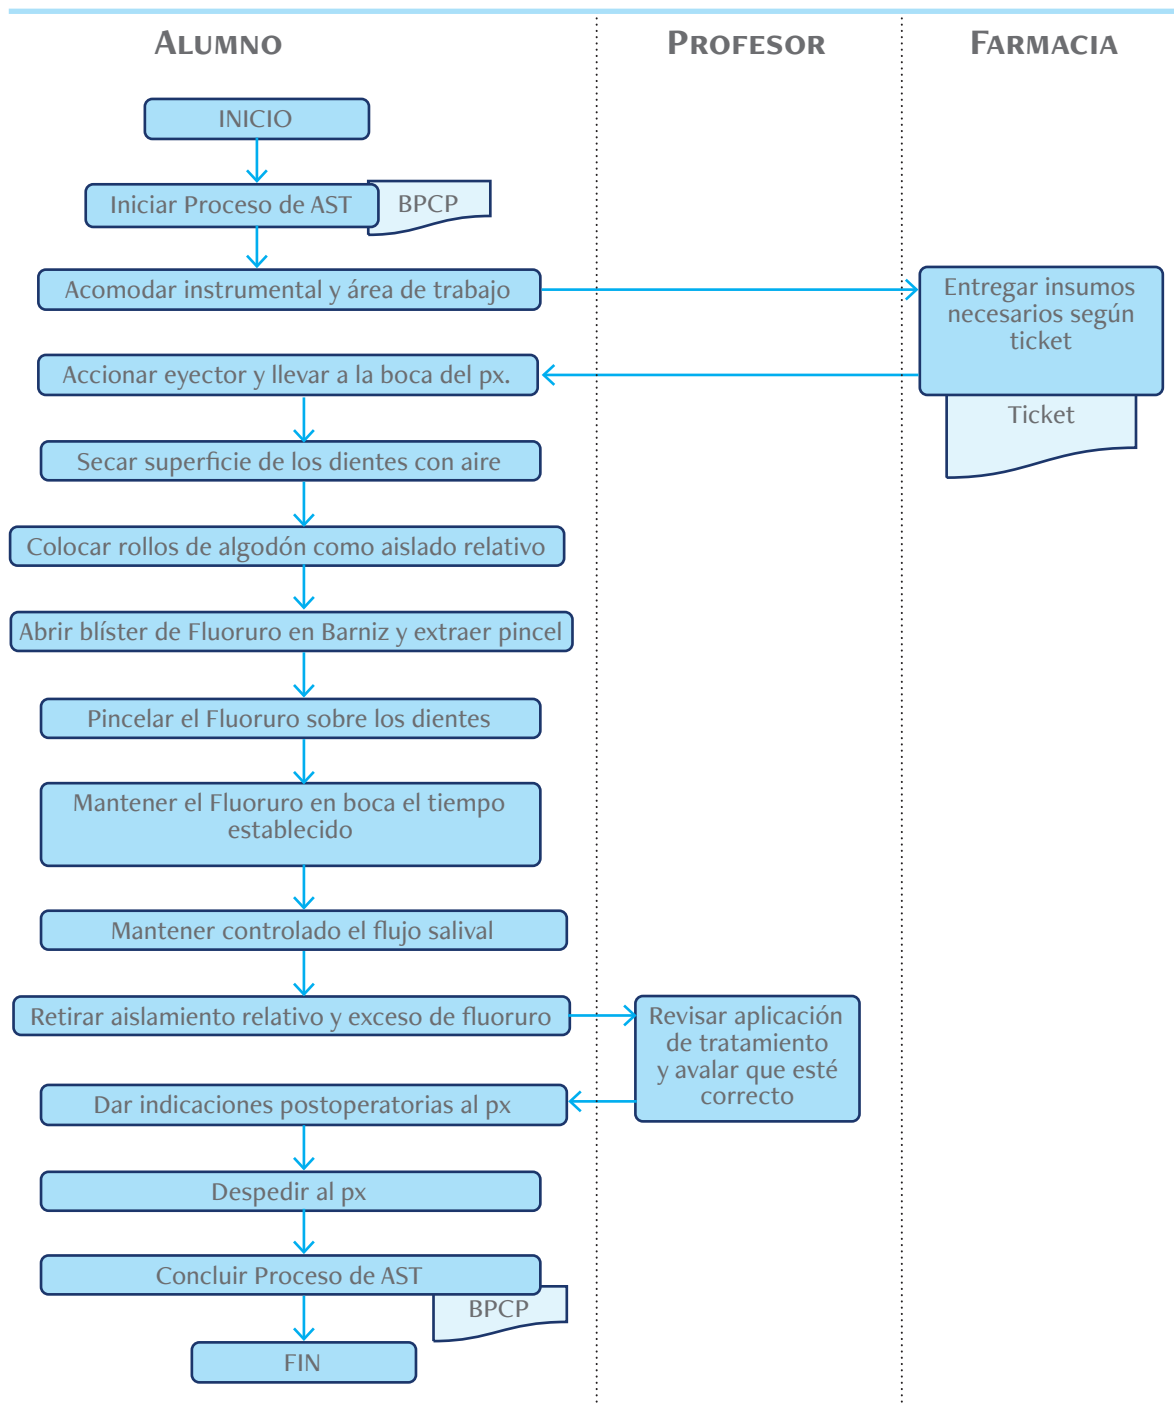 ALUMNO
PROFESOR
FARMACIA
INICIO
Iniciar Proceso de AST
BPCP
Acomodar instrumental y área de trabajo
Entregar insumos
necesarios según
ticket
Accionar eyector y llevar a la boca del px.
Ticket
Secar superficie de los dientes con aire
Colocar rollos de algodón como aislado relativo
Abrir blíster de Fluoruro en Barniz y extraer pincel
Pincelar el Fluoruro sobre los dientes
Mantener el Fluoruro en boca el tiempo
establecido
Mantener controlado el flujo salival
Retirar aislamiento relativo y exceso de fluoruro
Revisar aplicación
de tratamiento
y avalar que esté
correcto
Dar indicaciones postoperatorias al px
Despedir al px
Concluir Proceso de AST
BPCP
FIN